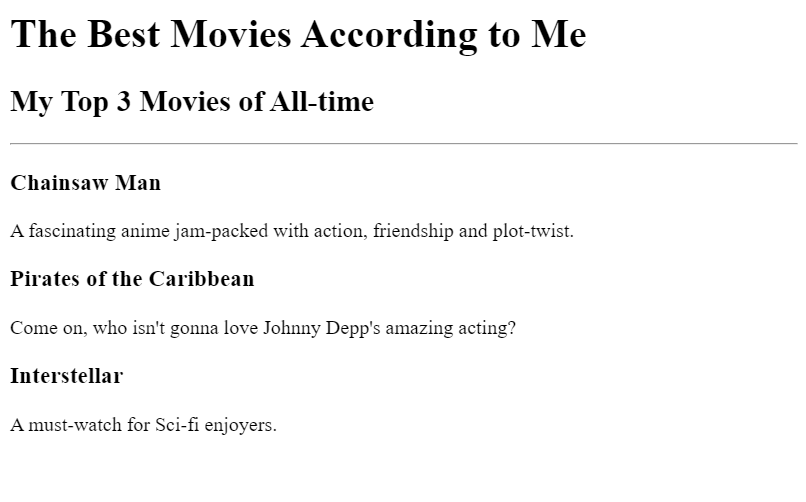 The Best Movies According to Me
My Top 3 Movies of All-time
Chainsaw Man
A fascinating anime jam-packed with action, friendship and plot-twist.
Pirates of the Caribbean
Come on, who isn't gonna love Johnny Depp's amazing acting?
Interstellar
A must-watch for Sci-fi enjoyers.